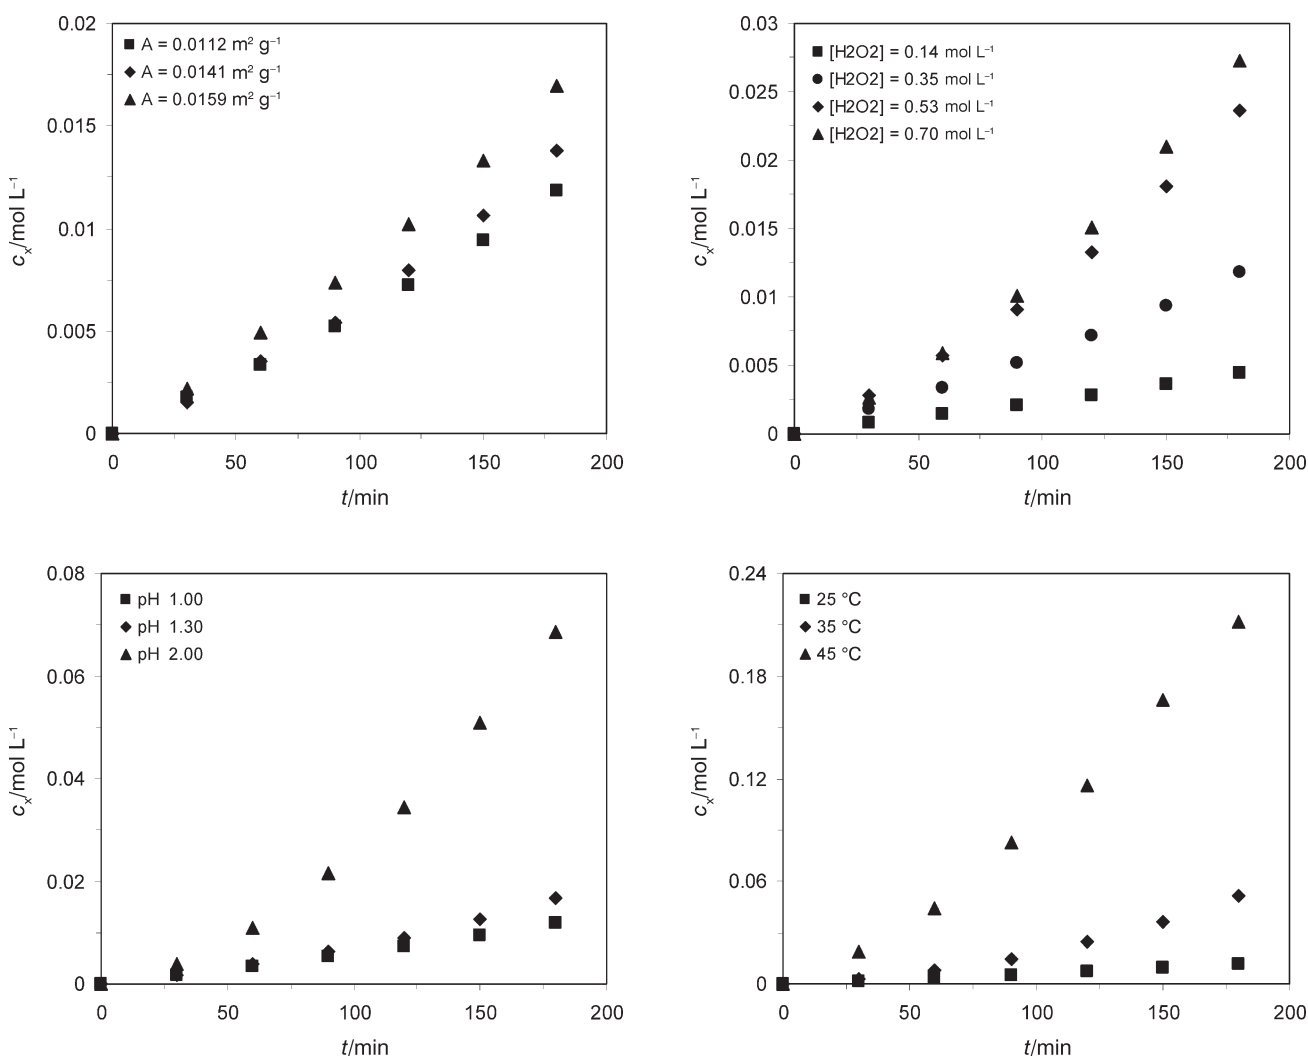 0.02
A = 0.0112 m² g⁻¹
A = 0.0141 m² g⁻¹
A = 0.0159 m² g⁻¹
0.015
0.01
0.005
0
cₓ/mol L⁻¹
0 50 100 150 200
t/min
0.03
[H2O2] = 0.14 mol L⁻¹
[H2O2] = 0.35 mol L⁻¹
[H2O2] = 0.53 mol L⁻¹
[H2O2] = 0.70 mol L⁻¹
0.025
0.02
0.015
0.01
0.005
0
cₓ/mol L⁻¹
0 50 100 150 200
t/min
0.08
pH 1.00
pH 1.30
pH 2.00
0.06
0.04
0.02
0
cₓ/mol L⁻¹
0 50 100 150 200
t/min
0.24
25 °C
35 °C
45 °C
0.18
0.12
0.06
0
cₓ/mol L⁻¹
0 50 100 150 200
t/min